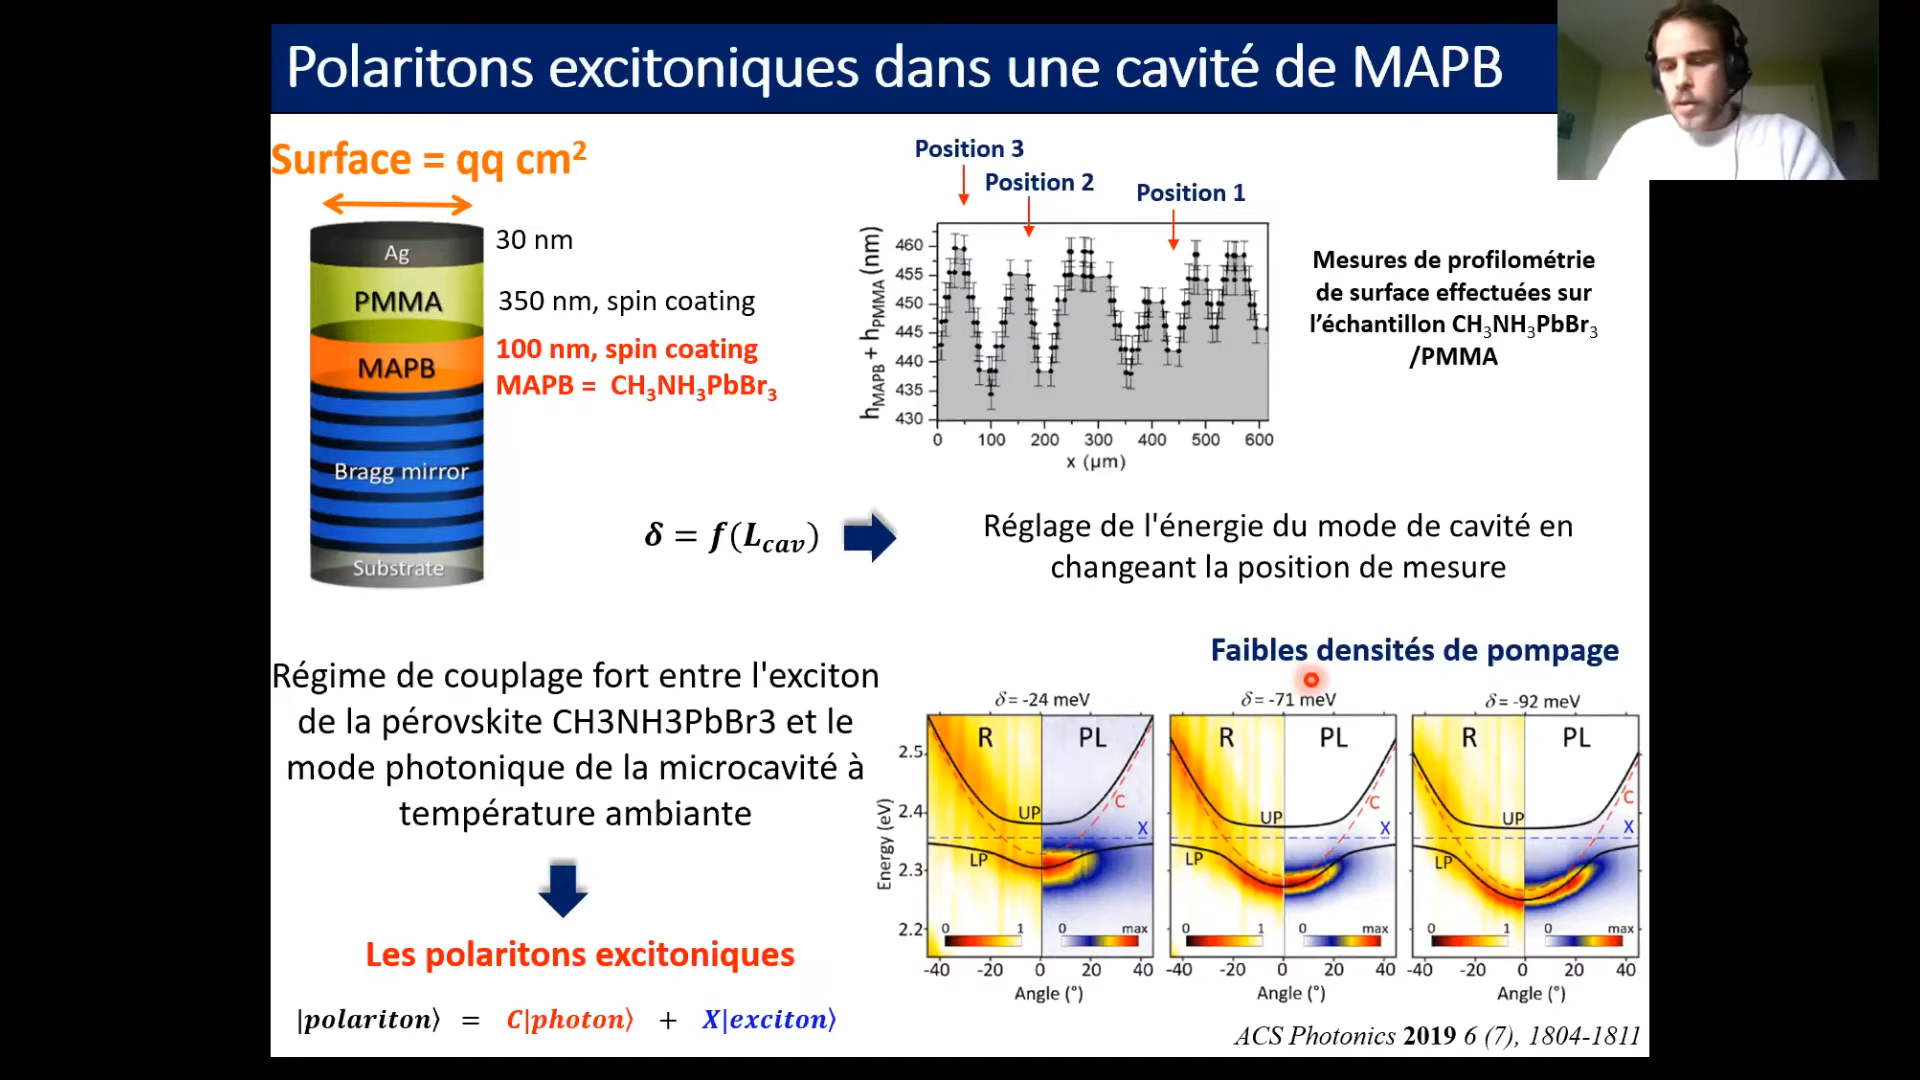 Polaritons excitoniques dans une cavité de MAPB
Surface = qq cm²
Ag
30 nm
PMMA
350 nm, spin coating
MAPB
100 nm, spin coating
MAPB = CH₃NH₃PbBr₃
Bragg mirror
Substrate
Position 3
Position 2
Position 1
h_MAPB + h_PMMA (nm)
460
455
450
445
440
435
430
0 100 200 300 400 500 600
x (µm)
Mesures de profilométrie
de surface effectuées sur
l'échantillon CH₃NH₃PbBr₃
/PMMA
δ = f(L_cav)
Réglage de l'énergie du mode de cavité en
changeant la position de mesure
Régime de couplage fort entre l'exciton
de la pérovskite CH3NH3PbBr3 et le
mode photonique de la microcavité à
température ambiante
Les polaritons excitoniques
|polariton⟩ = C|photon⟩ + X|exciton⟩
Faibles densités de pompage
δ = -24 meV
δ = -71 meV
δ = -92 meV
Energy (eV)
2.5
2.4
2.3
2.2
R PL
UP
C
X
LP
0 1
0 max
-40 -20 0 20 40
Angle (°)
R PL
UP
C
X
LP
0 1
0 max
-40 -20 0 20 40
Angle (°)
R PL
UP
C
X
LP
0 1
0 max
-40 -20 0 20 40
Angle (°)
ACS Photonics 2019 6 (7), 1804-1811